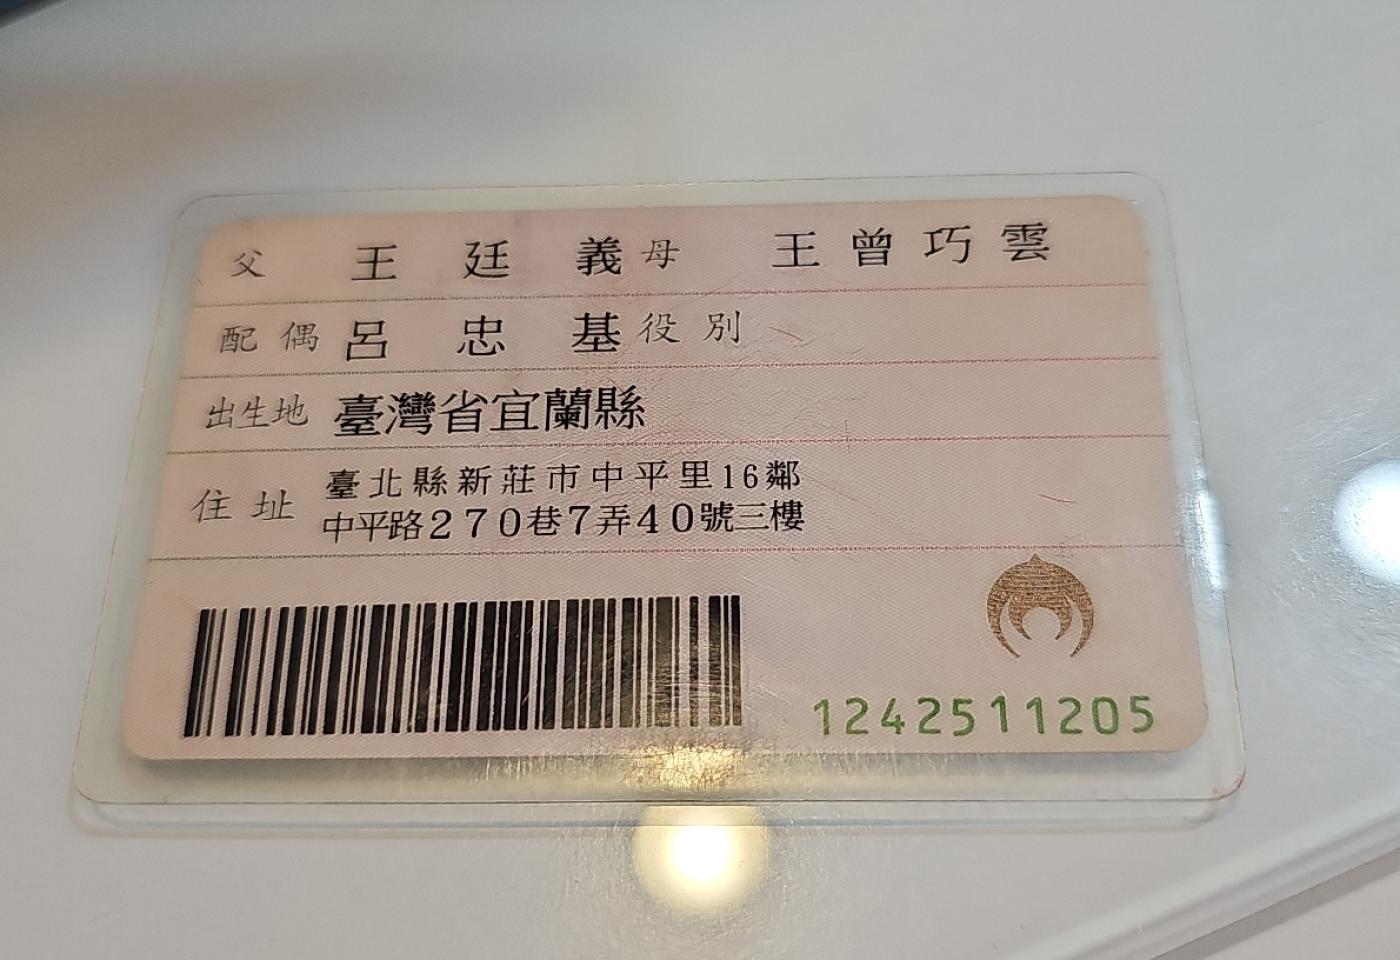 父 王廷義 母 王曾巧雲
配偶 呂忠基 役別
出生地 臺灣省宜蘭縣
住址 臺北縣新莊市中平里16鄰
中平路270巷7弄40號三樓
1242511205